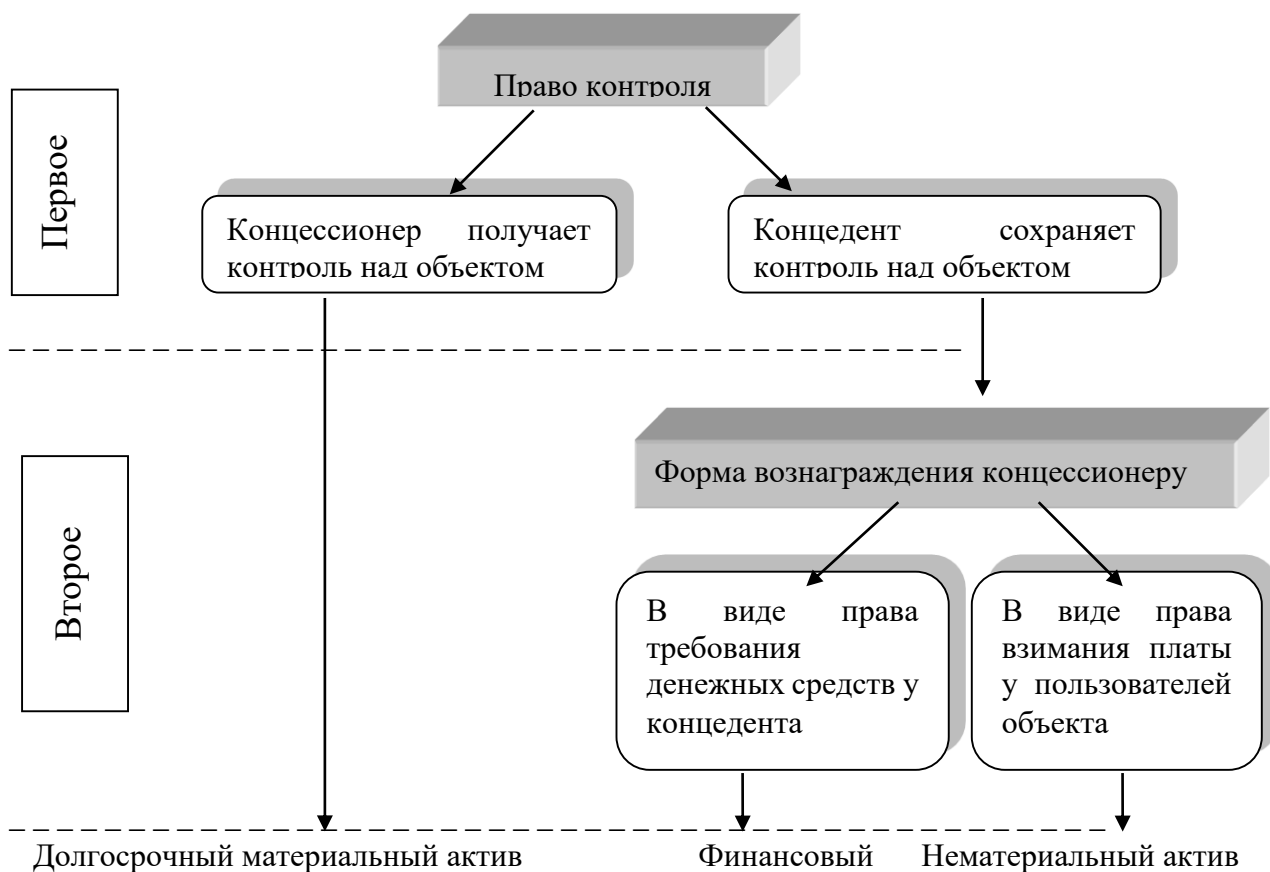 Право контроля
Первое
Концессионер получает
контроль над объектом
Концедент сохраняет
контроль над объектом
Форма вознаграждения концессионеру
Второе
В виде права
требования
денежных средств у
концедента
В виде права
взимания платы
у пользователей
объекта
Долгосрочный материальный актив
Финансовый
Нематериальный актив